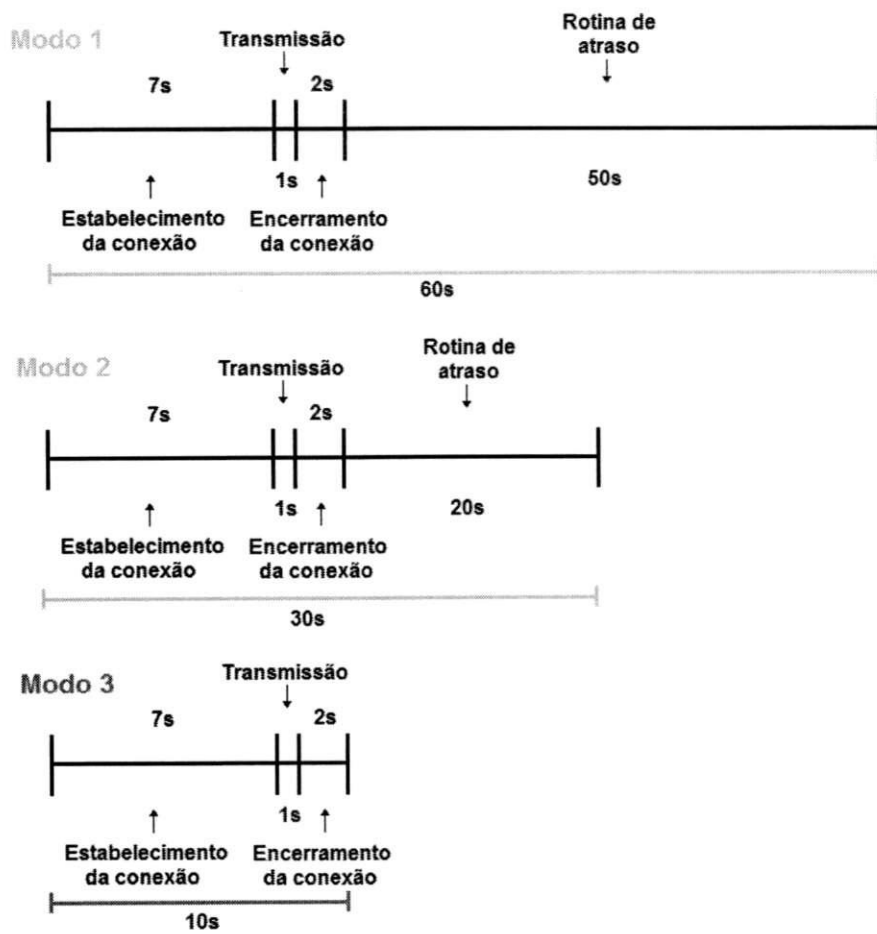 Modo 1
Transmissão
Rotina de
atraso
7s
2s
1s
50s
Estabelecimento
da conexão
Encerramento
da conexão
60s
Modo 2
Transmissão
Rotina de
atraso
7s
2s
1s
20s
Estabelecimento
da conexão
Encerramento
da conexão
30s
Modo 3
Transmissão
7s
2s
1s
Estabelecimento
da conexão
Encerramento
da conexão
10s